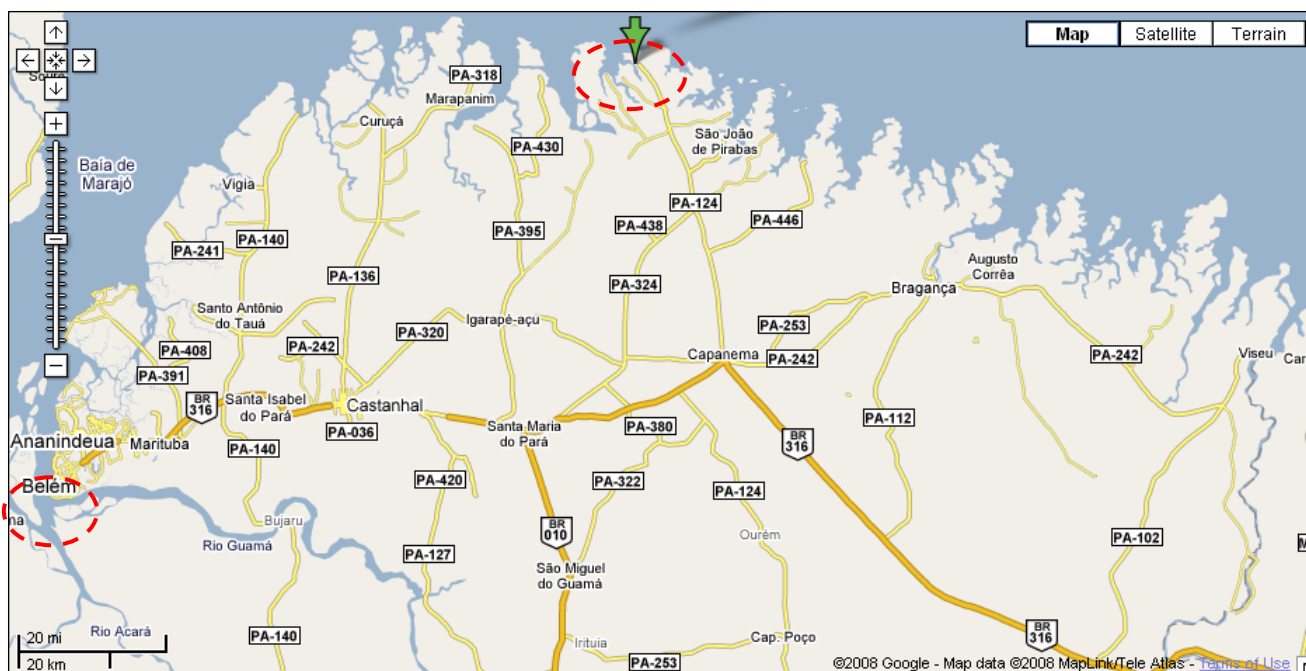 Map
Satellite
Terrain
Soure
PA-318
Marapanim
Curuçá
PA-430
São João
de Pirabas
Baía de
Marajó
Vigia
PA-124
PA-446
PA-438
PA-395
PA-140
PA-241
PA-136
Augusto
Corrêa
Bragança
PA-324
Santo Antônio
do Tauá
Igarapé-açu
PA-320
PA-253
PA-242
PA-408
Capanema
PA-242
PA-242
Viseu
PA-391
BR
316
Santa Isabel
do Pará
Castanhal
PA-036
Santa Maria
do Pará
PA-380
PA-112
Ananindeua
Marituba
PA-140
BR
316
Belém
PA-420
PA-322
PA-124
ma
Bujaru
BR
010
Ourém
PA-102
Rio Guamá
PA-127
São Miguel
do Guamá
Rio Acará
PA-140
Irituia
Cap. Poço
BR
316
20 mi
20 km
PA-253
©2008 Google - Map data ©2008 MapLink/Tele Atlas - Terms of Use